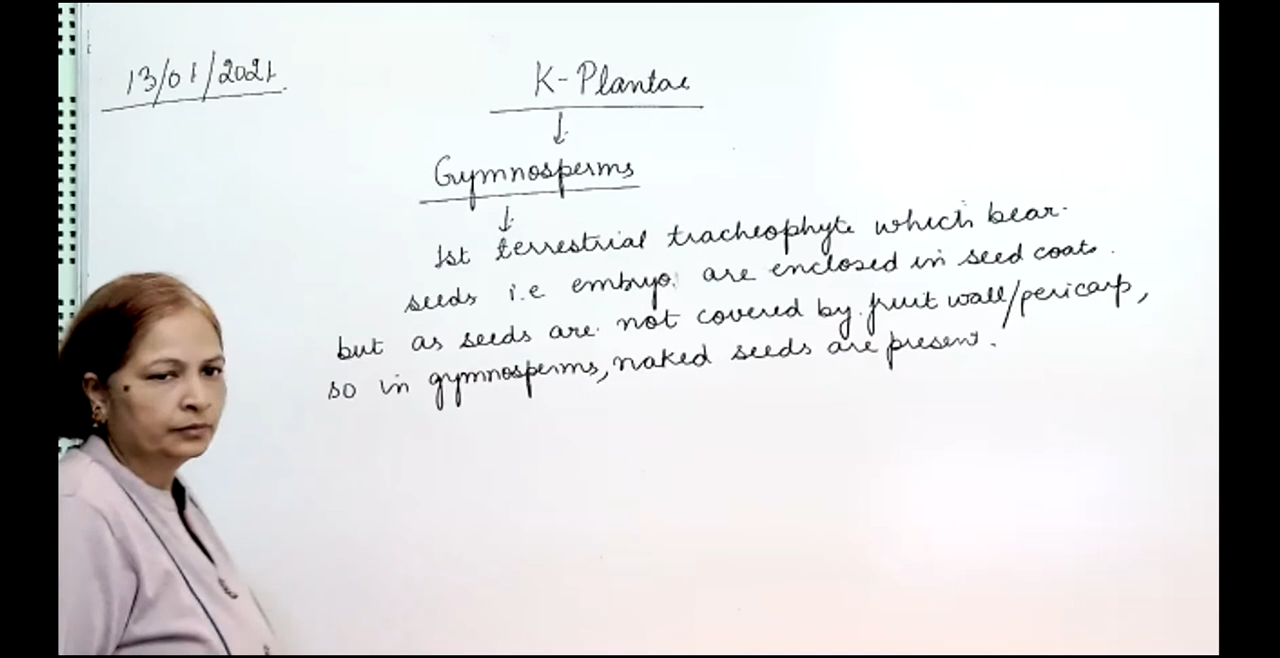 13/01/2021
K-Plantae
↓
Gymnosperms
↓
1st terrestrial tracheophyte which bear
seeds i.e embryo. are enclosed in seed coats.
but as seeds are not covered by fruit wall/pericarp,
so in gymnosperms, naked seeds are present.